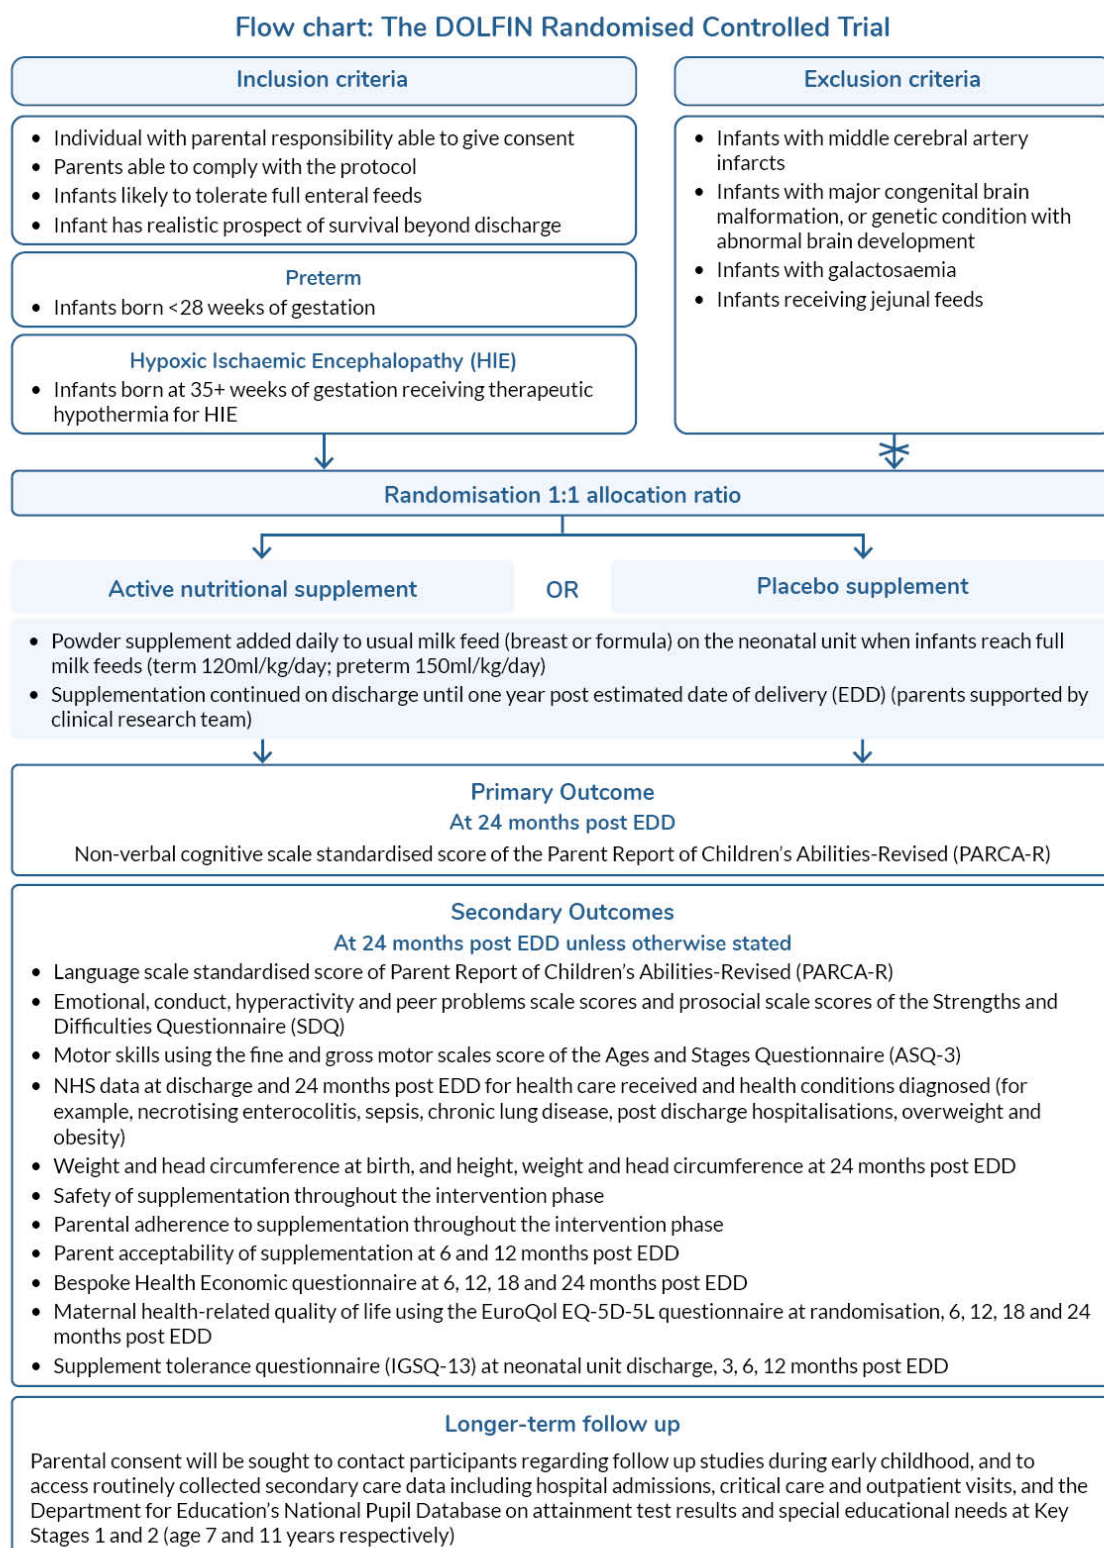 Flow chart: The DOLFIN Randomised Controlled Trial
Inclusion criteria
• Individual with parental responsibility able to give consent
• Parents able to comply with the protocol
• Infants likely to tolerate full enteral feeds
• Infant has realistic prospect of survival beyond discharge
Preterm
• Infants born <28 weeks of gestation
Hypoxic Ischaemic Encephalopathy (HIE)
• Infants born at 35+ weeks of gestation receiving therapeutic
hypothermia for HIE
Exclusion criteria
• Infants with middle cerebral artery
infarcts
• Infants with major congenital brain
malformation, or genetic condition with
abnormal brain development
• Infants with galactosaemia
• Infants receiving jejunal feeds
Randomisation 1:1 allocation ratio
Active nutritional supplement
OR
Placebo supplement
• Powder supplement added daily to usual milk feed (breast or formula) on the neonatal unit when infants reach full
milk feeds (term 120ml/kg/day; preterm 150ml/kg/day)
• Supplementation continued on discharge until one year post estimated date of delivery (EDD) (parents supported by
clinical research team)
Primary Outcome
At 24 months post EDD
Non-verbal cognitive scale standardised score of the Parent Report of Children's Abilities-Revised (PARCA-R)
Secondary Outcomes
At 24 months post EDD unless otherwise stated
• Language scale standardised score of Parent Report of Children's Abilities-Revised (PARCA-R)
• Emotional, conduct, hyperactivity and peer problems scale scores and prosocial scale scores of the Strengths and
Difficulties Questionnaire (SDQ)
• Motor skills using the fine and gross motor scales score of the Ages and Stages Questionnaire (ASQ-3)
• NHS data at discharge and 24 months post EDD for health care received and health conditions diagnosed (for
example, necrotising enterocolitis, sepsis, chronic lung disease, post discharge hospitalisations, overweight and
obesity)
• Weight and head circumference at birth, and height, weight and head circumference at 24 months post EDD
• Safety of supplementation throughout the intervention phase
• Parental adherence to supplementation throughout the intervention phase
• Parent acceptability of supplementation at 6 and 12 months post EDD
• Bespoke Health Economic questionnaire at 6, 12, 18 and 24 months post EDD
• Maternal health-related quality of life using the EuroQol EQ-5D-5L questionnaire at randomisation, 6, 12, 18 and 24
months post EDD
• Supplement tolerance questionnaire (IGSQ-13) at neonatal unit discharge, 3, 6, 12 months post EDD
Longer-term follow up
Parental consent will be sought to contact participants regarding follow up studies during early childhood, and to
access routinely collected secondary care data including hospital admissions, critical care and outpatient visits, and the
Department for Education's National Pupil Database on attainment test results and special educational needs at Key
Stages 1 and 2 (age 7 and 11 years respectively)